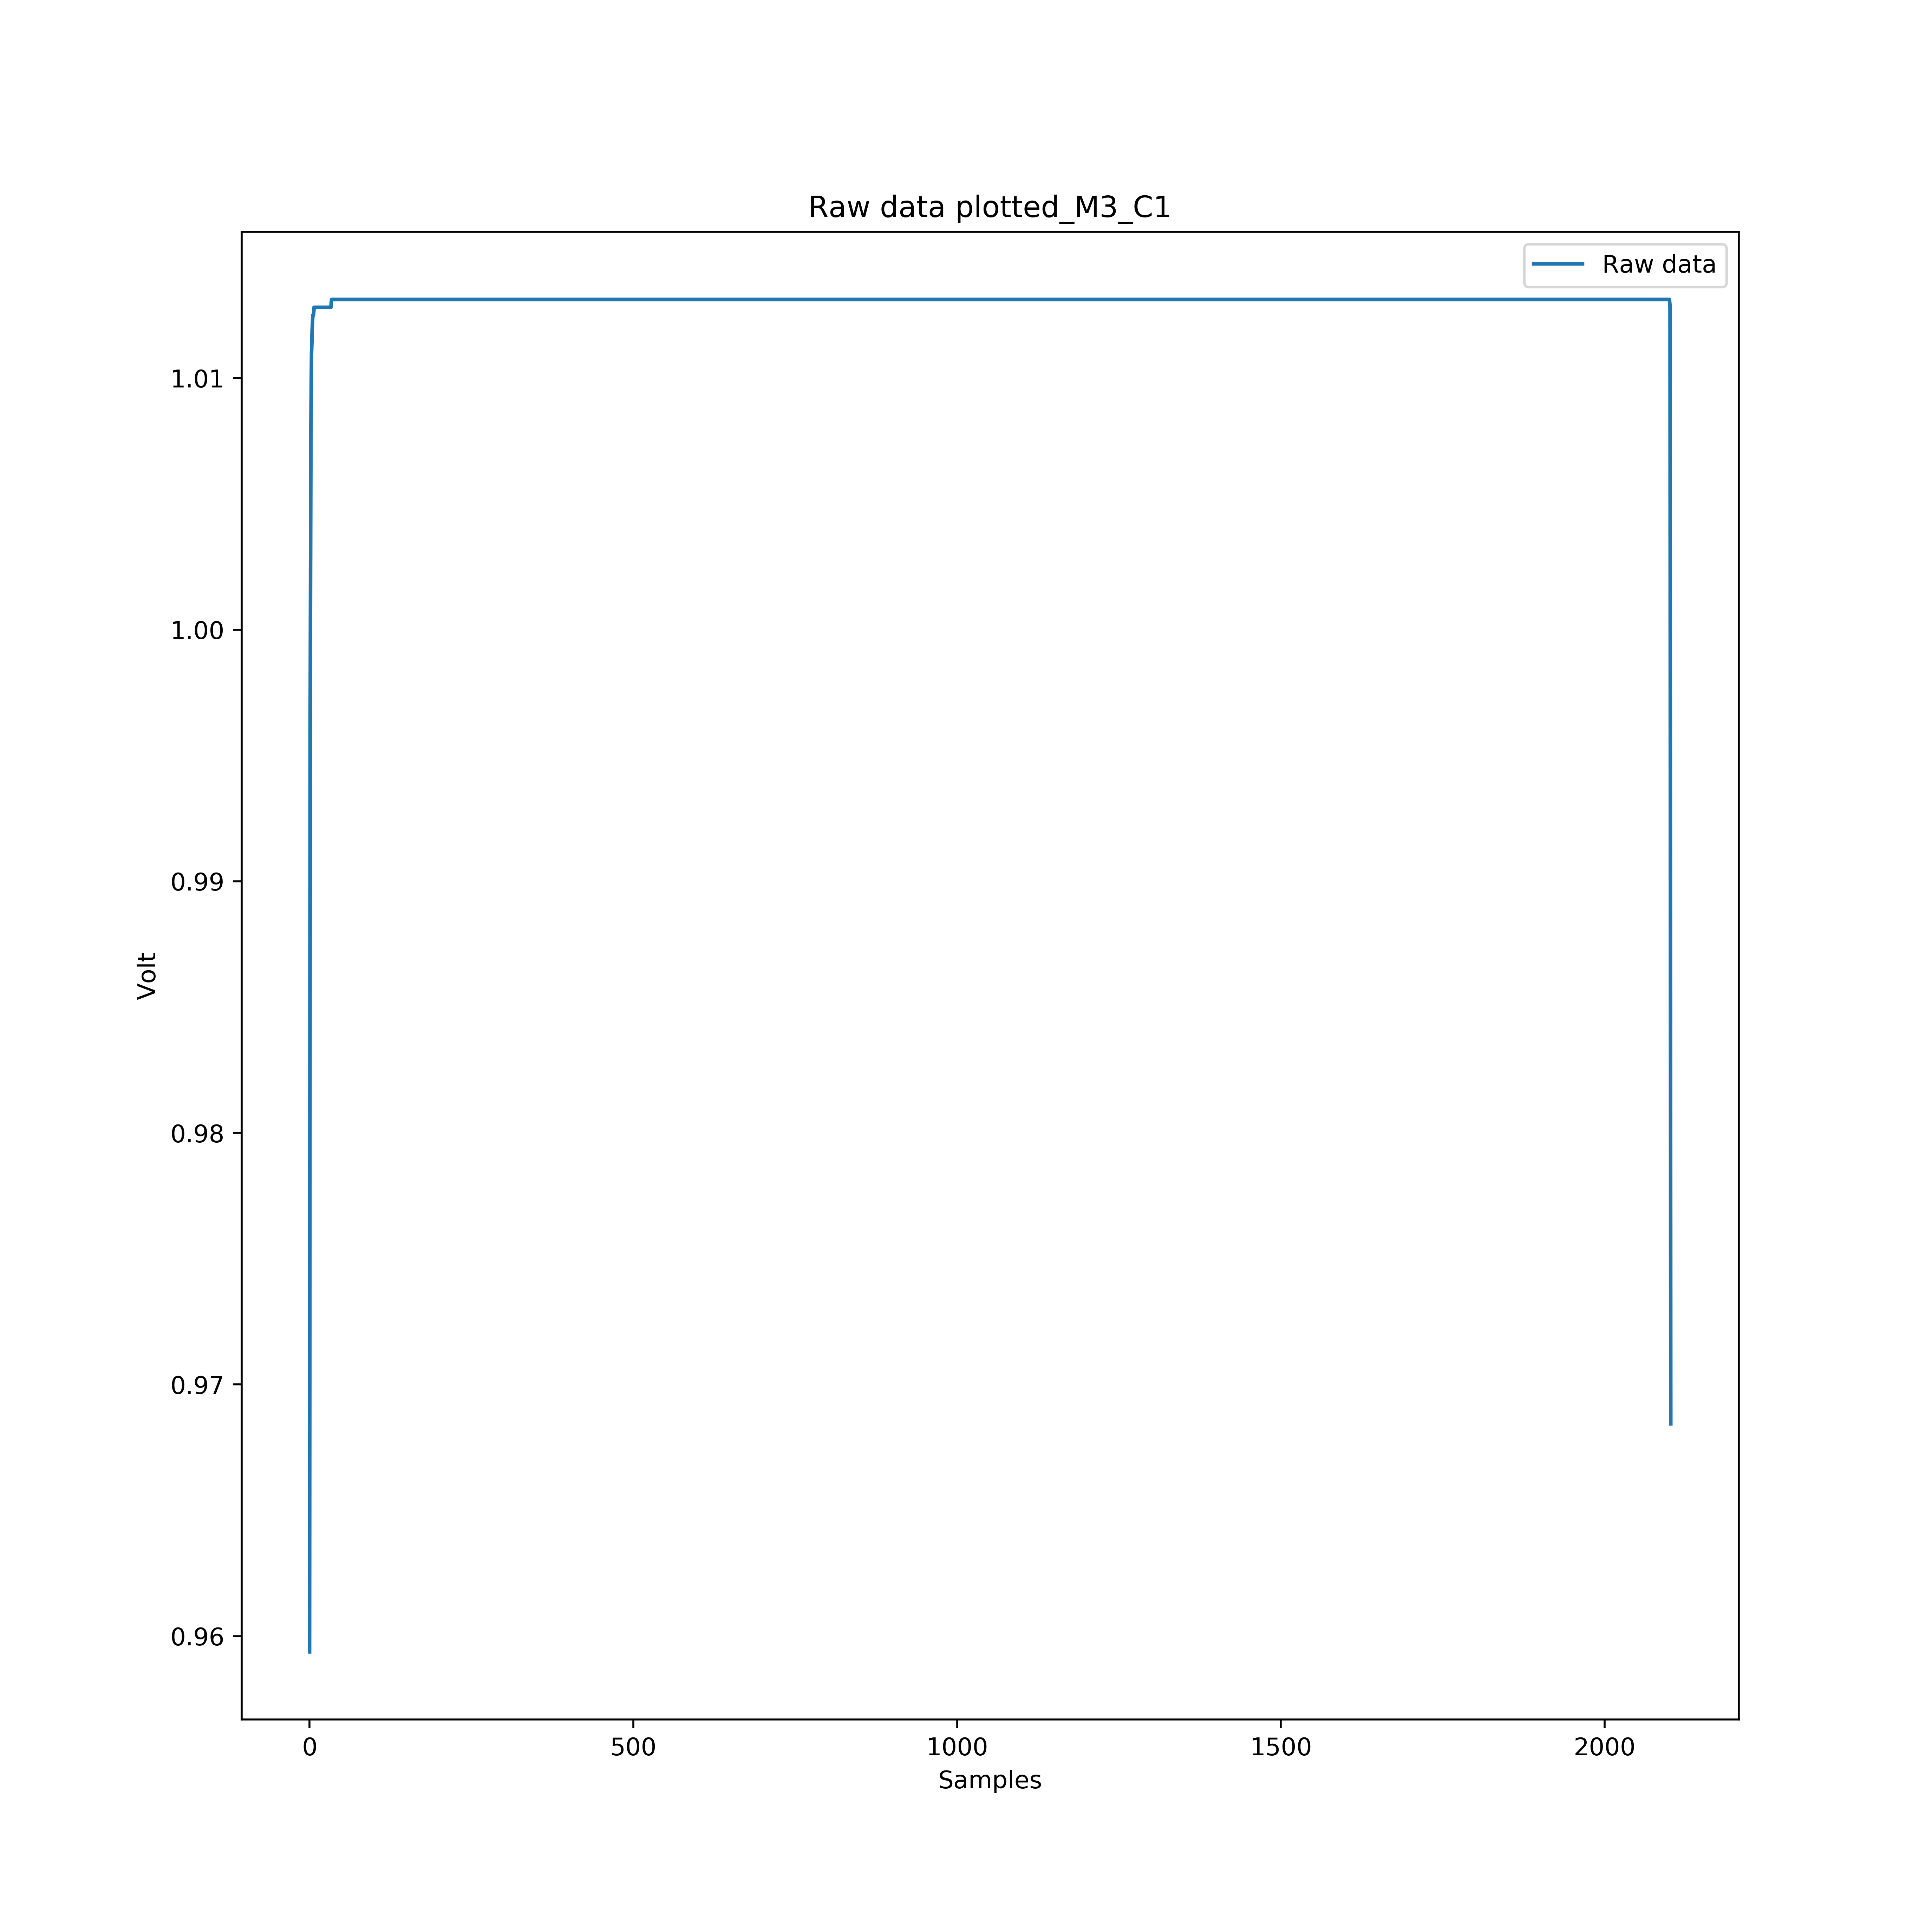 Raw data plotted_M3_C1
Raw data
1.01
1.00
0.99
0.98
0.97
0.96
Volt
0 500 1000 1500 2000
Samples